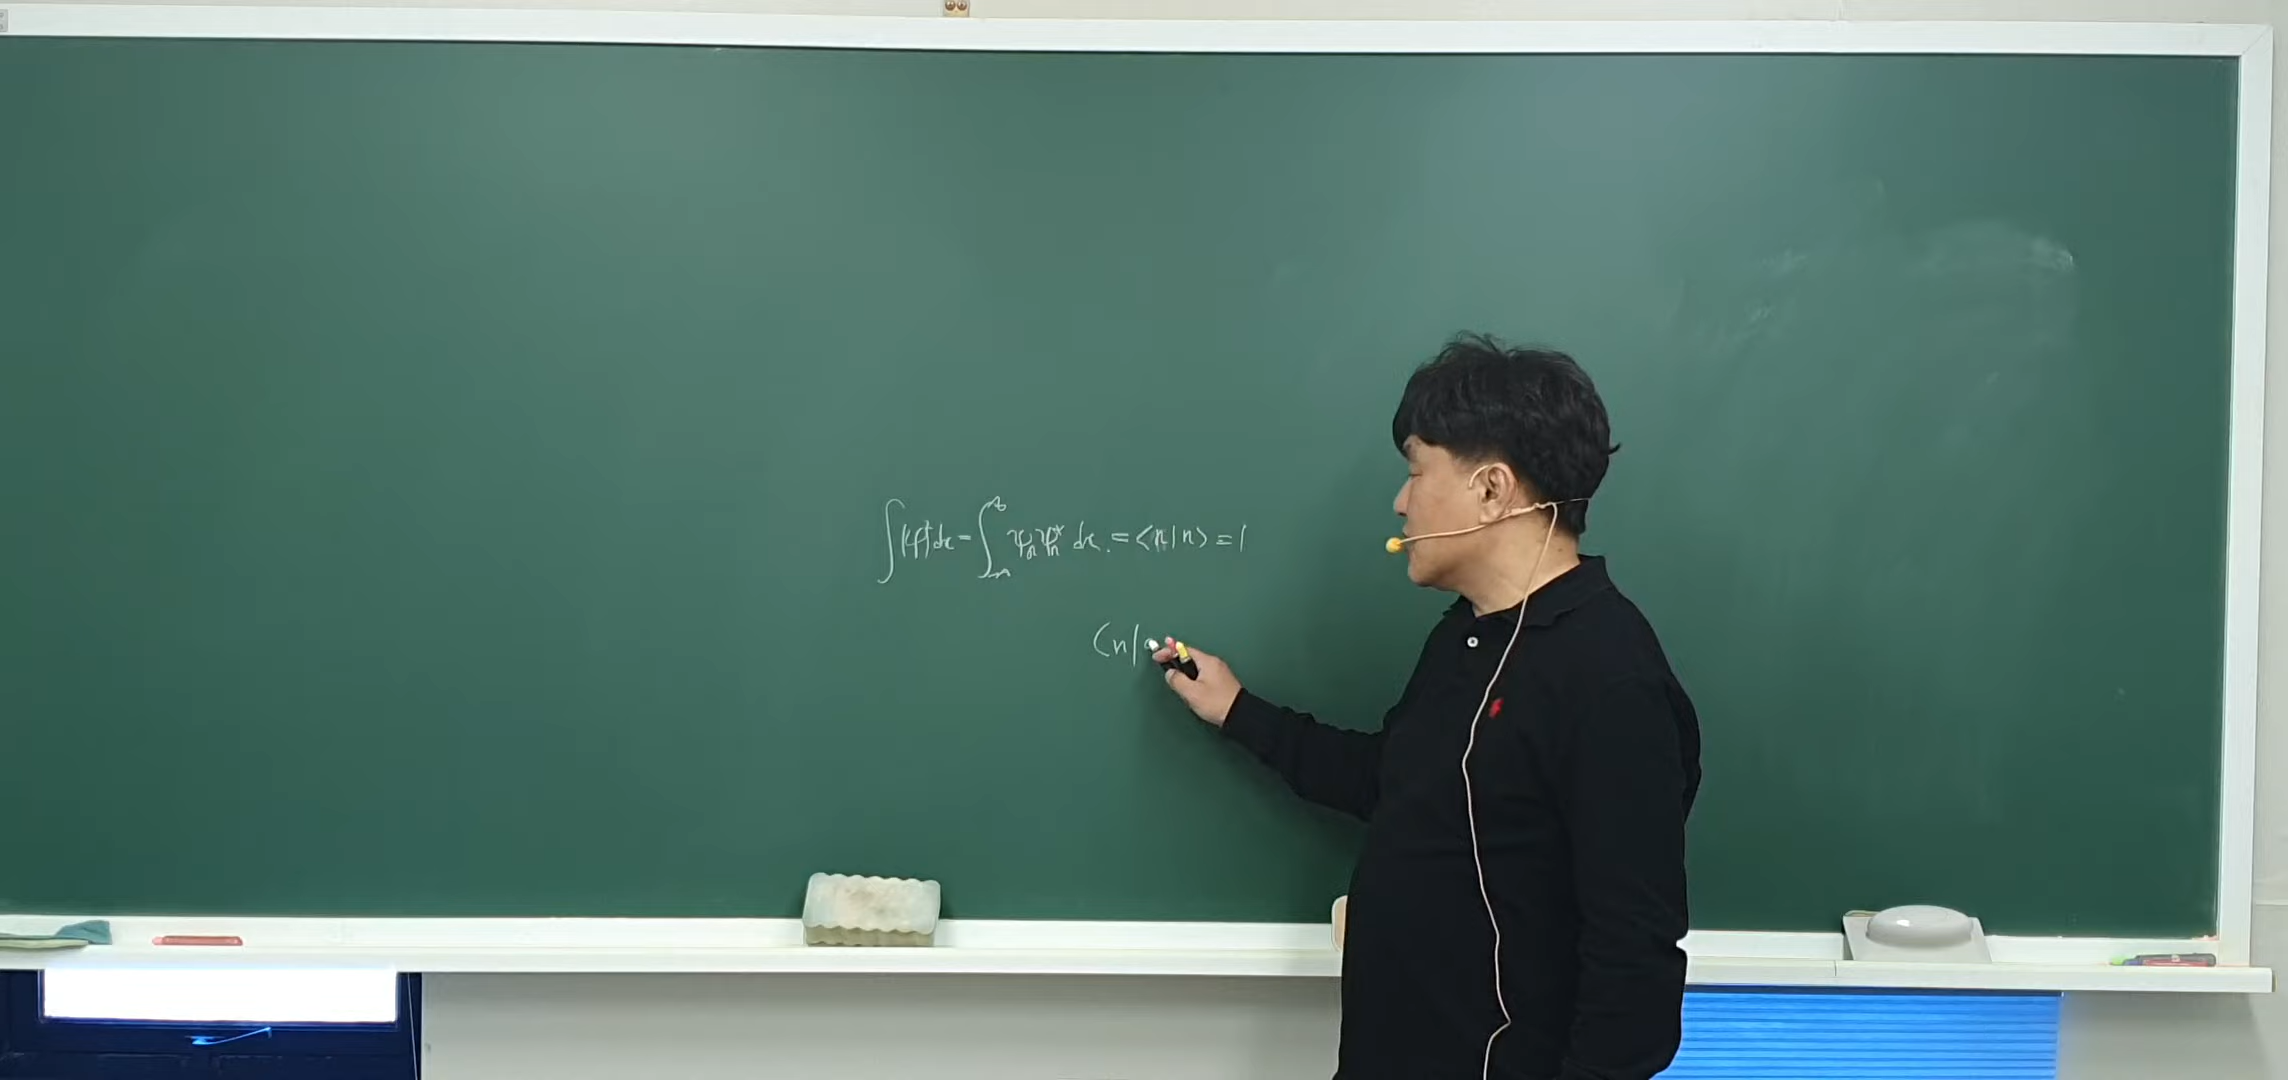 ∫|ψ|²dx = ∫_{-∞}^{∞} ψₙψₙ* dx. = <n|n> = 1
(n|